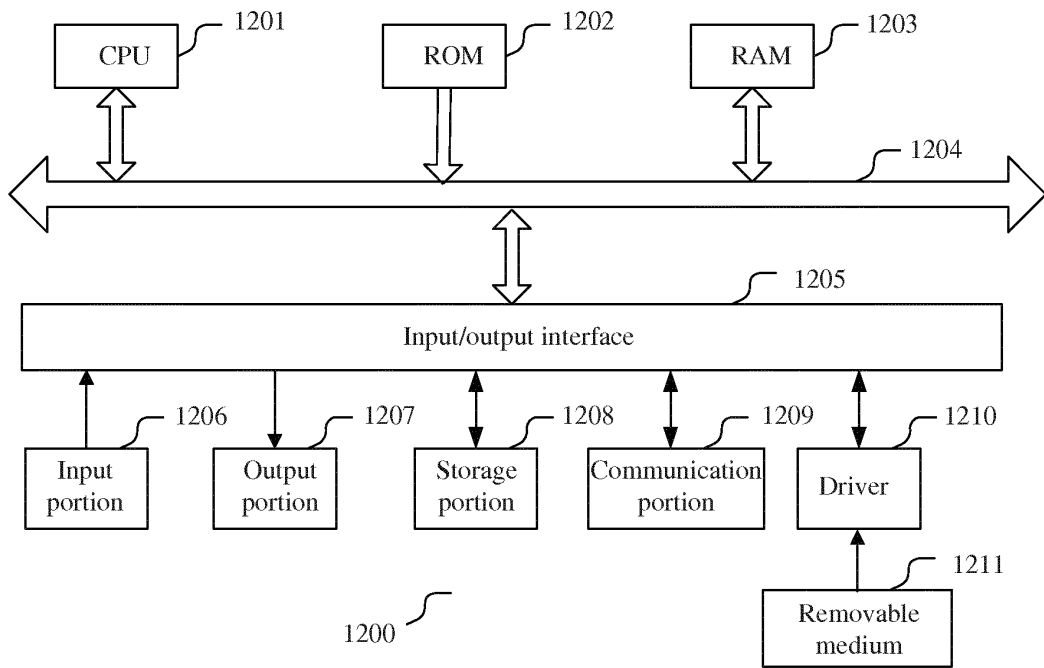 1201
1202
1203
CPU
ROM
RAM
1204
1205
Input/output interface
1206
1207
1208
1209
1210
Input
portion
Output
portion
Storage
portion
Communication
portion
Driver
1211
Removable
medium
1200